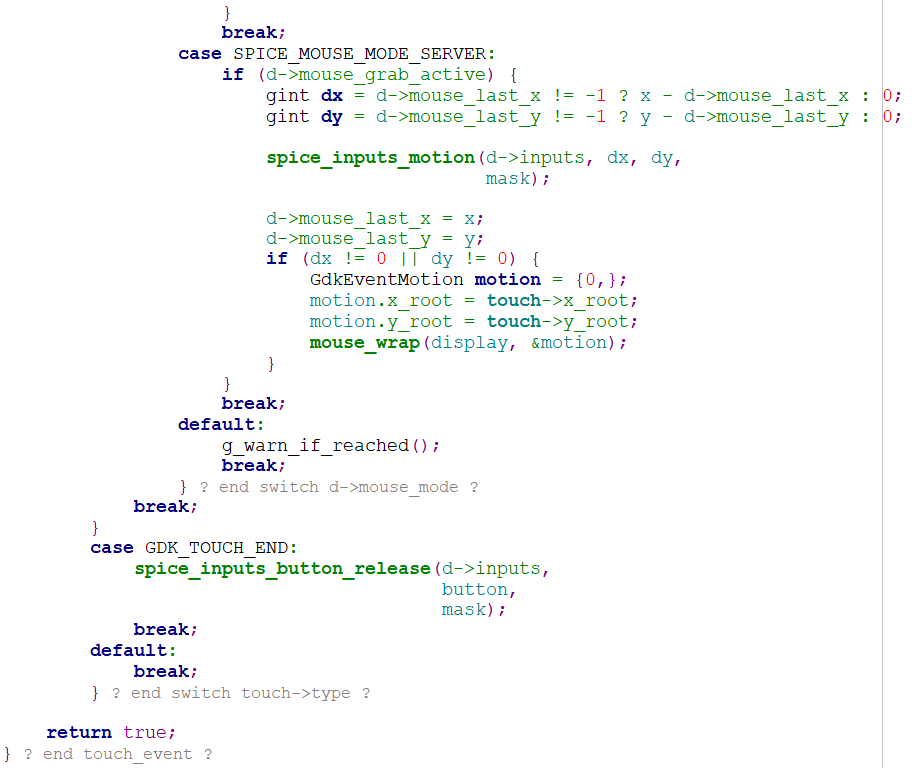 }
            break;
        case SPICE_MOUSE_MODE_SERVER:
            if (d->mouse_grab_active) {
                gint dx = d->mouse_last_x != -1 ? x - d->mouse_last_x : 0;
                gint dy = d->mouse_last_y != -1 ? y - d->mouse_last_y : 0;

                spice_inputs_motion(d->inputs, dx, dy,
                                    mask);

                d->mouse_last_x = x;
                d->mouse_last_y = y;
                if (dx != 0 || dy != 0) {
                    GdkEventMotion motion = {0,};
                    motion.x_root = touch->x_root;
                    motion.y_root = touch->y_root;
                    mouse_wrap(display, &motion);
                }
            }
            break;
        default:
            g_warn_if_reached();
            break;
        } ? end switch d->mouse_mode ?
        break;
    }
    case GDK_TOUCH_END:
        spice_inputs_button_release(d->inputs,
                                    button,
                                    mask);
        break;
    default:
        break;
    } ? end switch touch->type ?

    return true;
} ? end touch_event ?